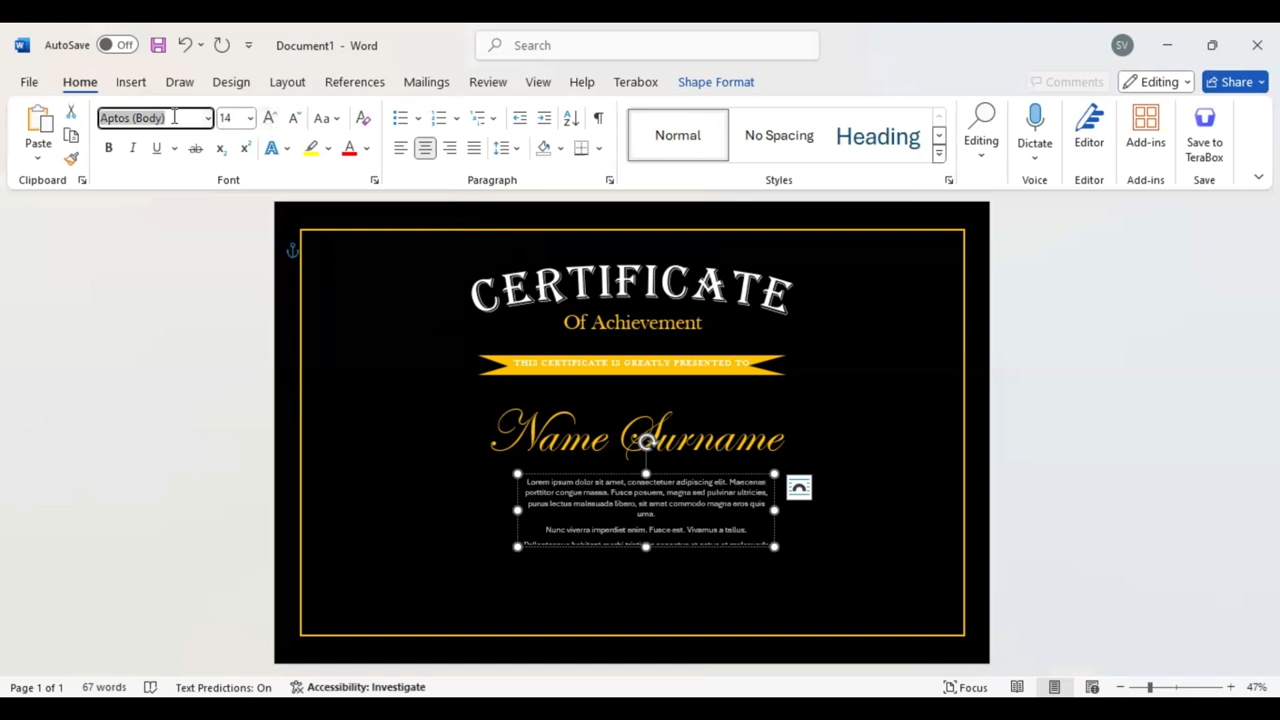 AutoSave Off Document1 - Word Search SV
File Home Insert Draw Design Layout References Mailings Review View Help Terabox Shape Format Comments Editing Share
Aptos (Body) 14 Aa
Paste Normal No Spacing Heading Editing Dictate Editor Add-ins Save to TeraBox
Clipboard Font Paragraph Styles Voice Editor Add-ins Save
CERTIFICATE
Of Achievement
THIS CERTIFICATE IS GREATLY PRESENTED TO
Name Surname
Lorem ipsum dolor sit amet, consectetuer adipiscing elit. Maecenas
porttitor congue massa. Fusce posuere, magna sed pulvinar ultricies,
purus lectus malesuada libero, sit amet commodo magna eros quis
urna.
Nunc viverra imperdiet enim. Fusce est. Vivamus a tellus.
Page 1 of 1 67 words Text Predictions: On Accessibility: Investigate Focus 47%